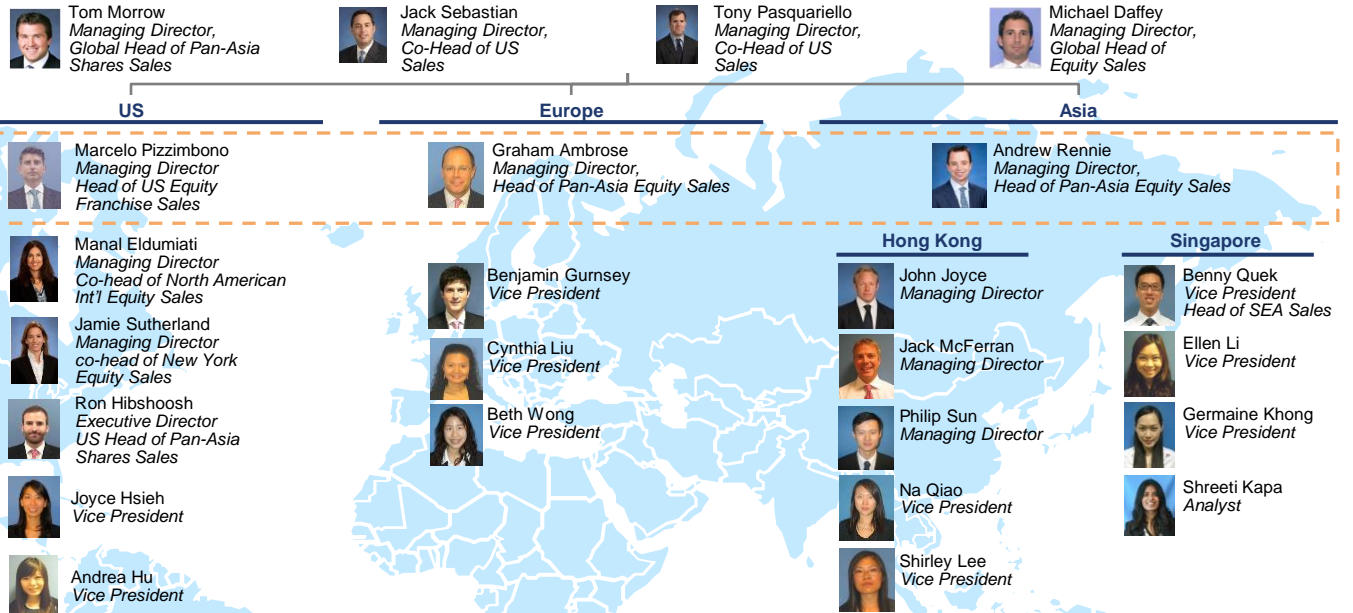 Tom Morrow
Managing Director,
Global Head of Pan-Asia
Shares Sales
Jack Sebastian
Managing Director,
Co-Head of US
Sales
Tony Pasquariello
Managing Director,
Co-Head of US
Sales
Michael Daffey
Managing Director,
Global Head of
Equity Sales
US
Europe
Asia
Marcelo Pizzimbono
Managing Director
Head of US Equity
Franchise Sales
Graham Ambrose
Managing Director,
Head of Pan-Asia Equity Sales
Andrew Rennie
Managing Director,
Head of Pan-Asia Equity Sales
Manal Eldumiati
Managing Director
Co-head of North American
Int'l Equity Sales
Jamie Sutherland
Managing Director
co-head of New York
Equity Sales
Ron Hibshoosh
Executive Director
US Head of Pan-Asia
Shares Sales
Joyce Hsieh
Vice President
Andrea Hu
Vice President
Benjamin Gurnsey
Vice President
Cynthia Liu
Vice President
Beth Wong
Vice President
Hong Kong
John Joyce
Managing Director
Jack McFerran
Managing Director
Philip Sun
Managing Director
Na Qiao
Vice President
Shirley Lee
Vice President
Singapore
Benny Quek
Vice President
Head of SEA Sales
Ellen Li
Vice President
Germaine Khong
Vice President
Shreeti Kapa
Analyst